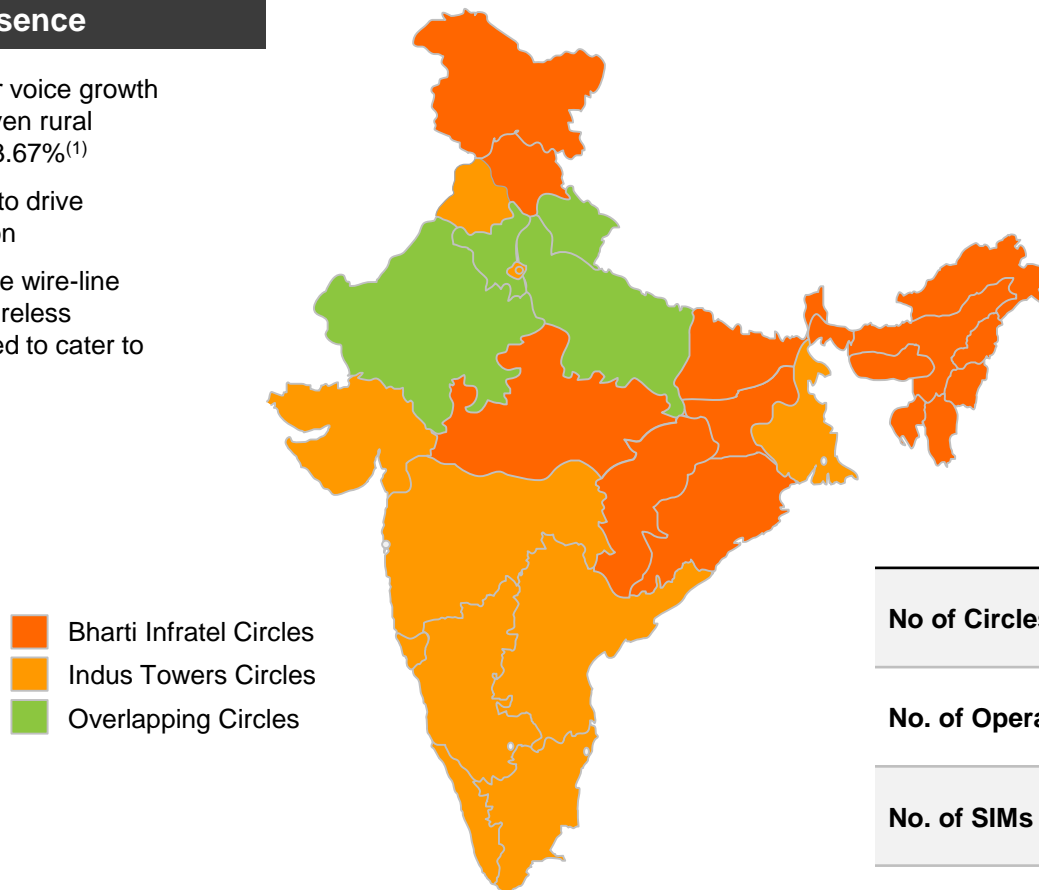 sence
r voice growth
ven rural
3.67%(1)
to drive
on
e wire-line
reless
ed to cater to
Bharti Infratel Circles
Indus Towers Circles
Overlapping Circles
No of Circles
No. of Opera
No. of SIMs